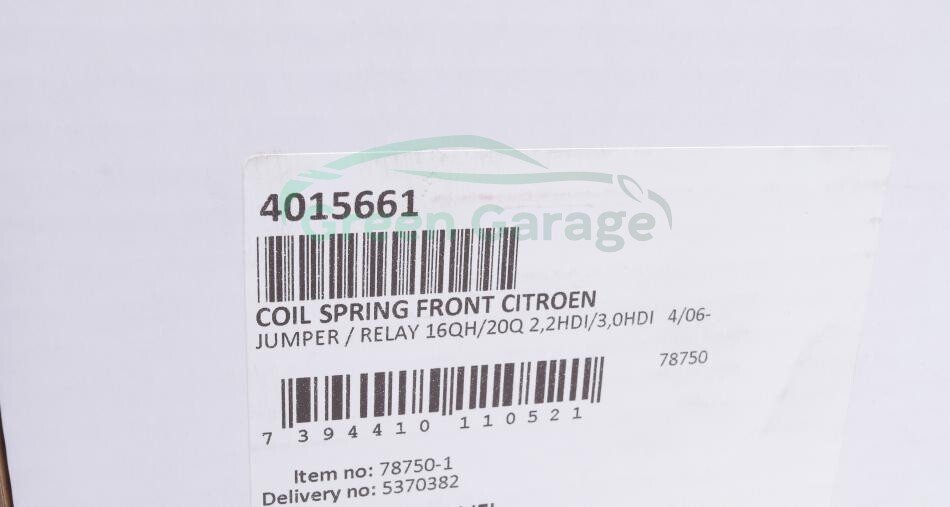 4015661
Green Garage
COIL SPRING FRONT CITROEN
JUMPER / RELAY 16QH/20Q 2,2HDI/3,0HDI 4/06-
78750
7 394410 110521
Item no: 78750-1
Delivery no: 5370382